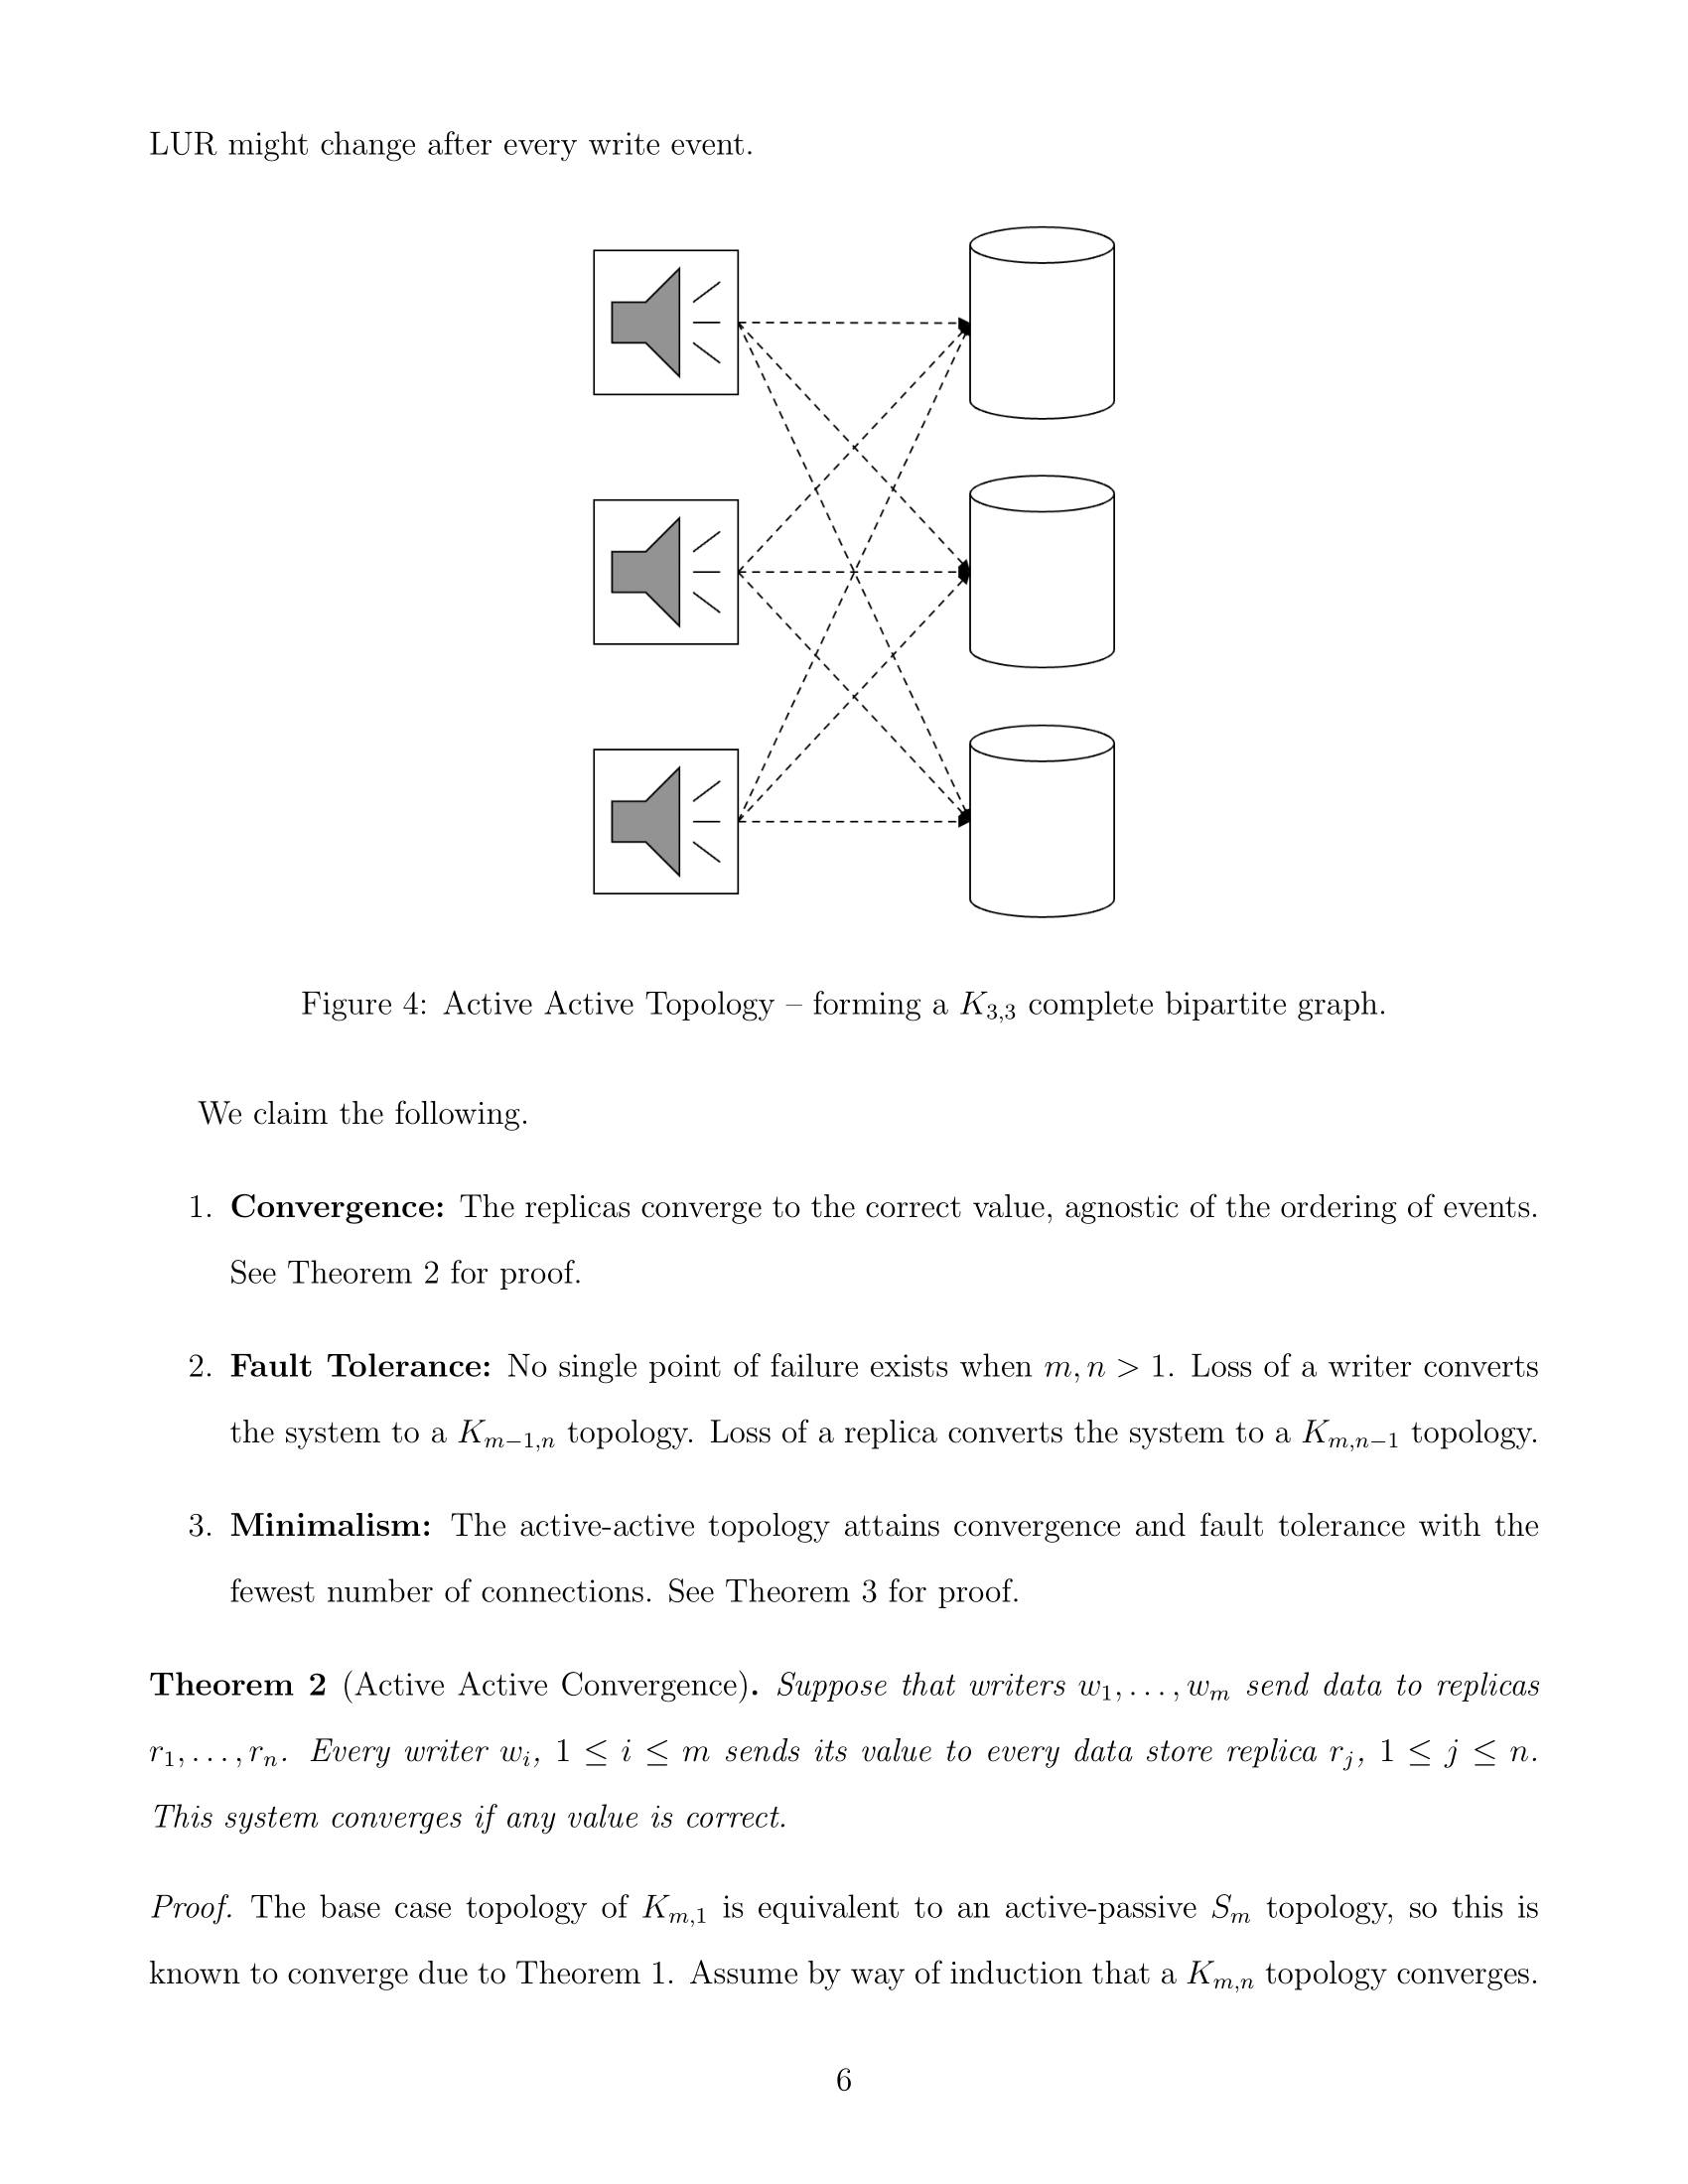 LUR might change after every write event.
Figure 4: Active Active Topology – forming a $K_{3,3}$ complete bipartite graph.
We claim the following.
1. **Convergence:** The replicas converge to the correct value, agnostic of the ordering of events.
See Theorem 2 for proof.
2. **Fault Tolerance:** No single point of failure exists when $m, n > 1$. Loss of a writer converts
the system to a $K_{m-1,n}$ topology. Loss of a replica converts the system to a $K_{m,n-1}$ topology.
3. **Minimalism:** The active-active topology attains convergence and fault tolerance with the
fewest number of connections. See Theorem 3 for proof.
**Theorem 2** (Active Active Convergence)**.** *Suppose that writers $w_1, \ldots, w_m$ send data to replicas*
*$r_1, \ldots, r_n$. Every writer $w_i$, $1 \leq i \leq m$ sends its value to every data store replica $r_j$, $1 \leq j \leq n$.*
*This system converges if any value is correct.*
*Proof.* The base case topology of $K_{m,1}$ is equivalent to an active-passive $S_m$ topology, so this is
known to converge due to Theorem 1. Assume by way of induction that a $K_{m,n}$ topology converges.
6